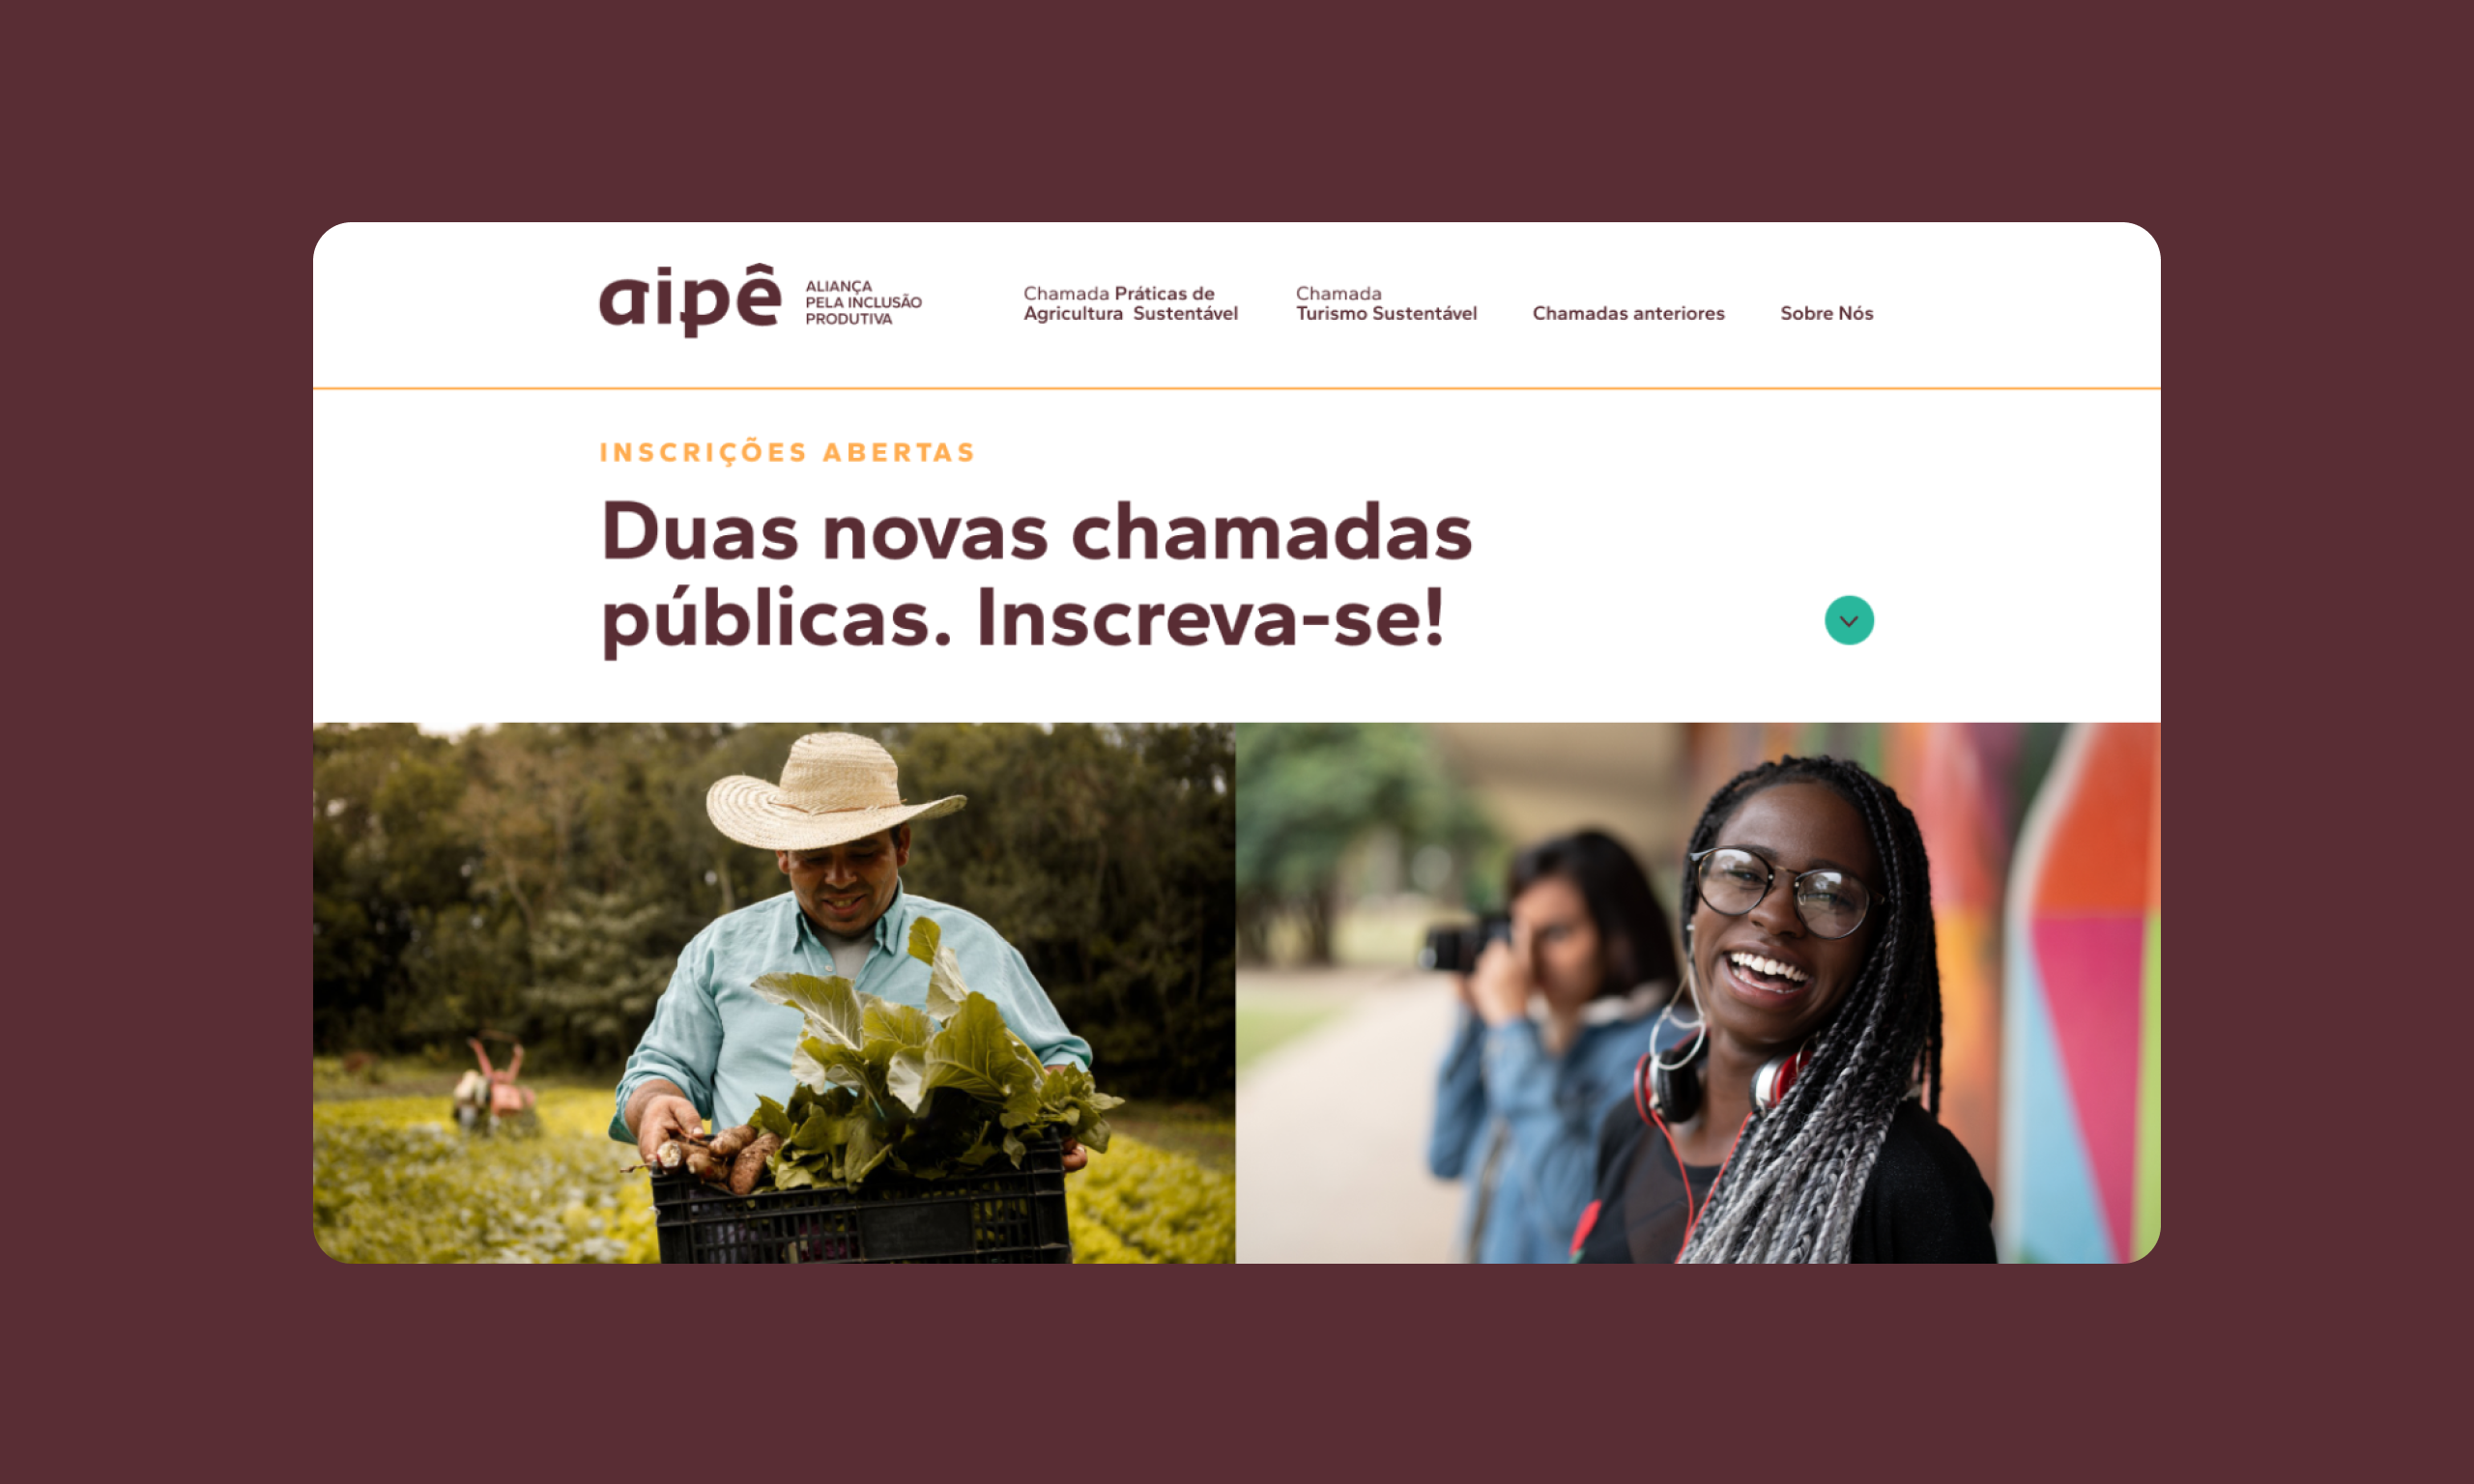 aipê
ALIANÇA
PELA INCLUSÃO
PRODUTIVA
Chamada Práticas de
Agricultura Sustentável
Chamada
Turismo Sustentável
Chamadas anteriores
Sobre Nós
INSCRIÇÕES ABERTAS
Duas novas chamadas
públicas. Inscreva-se!